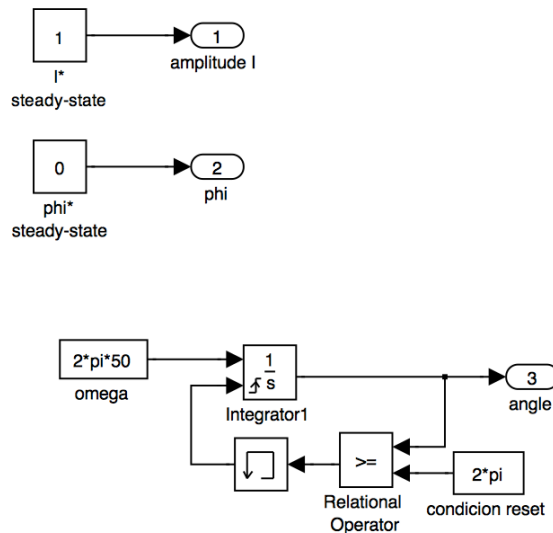 1
1
I*
steady-state
amplitude I
0
2
phi*
steady-state
phi
2*pi*50
omega
1
s
Integrator1
3
angle
>=
Relational
Operator
2*pi
condicion reset